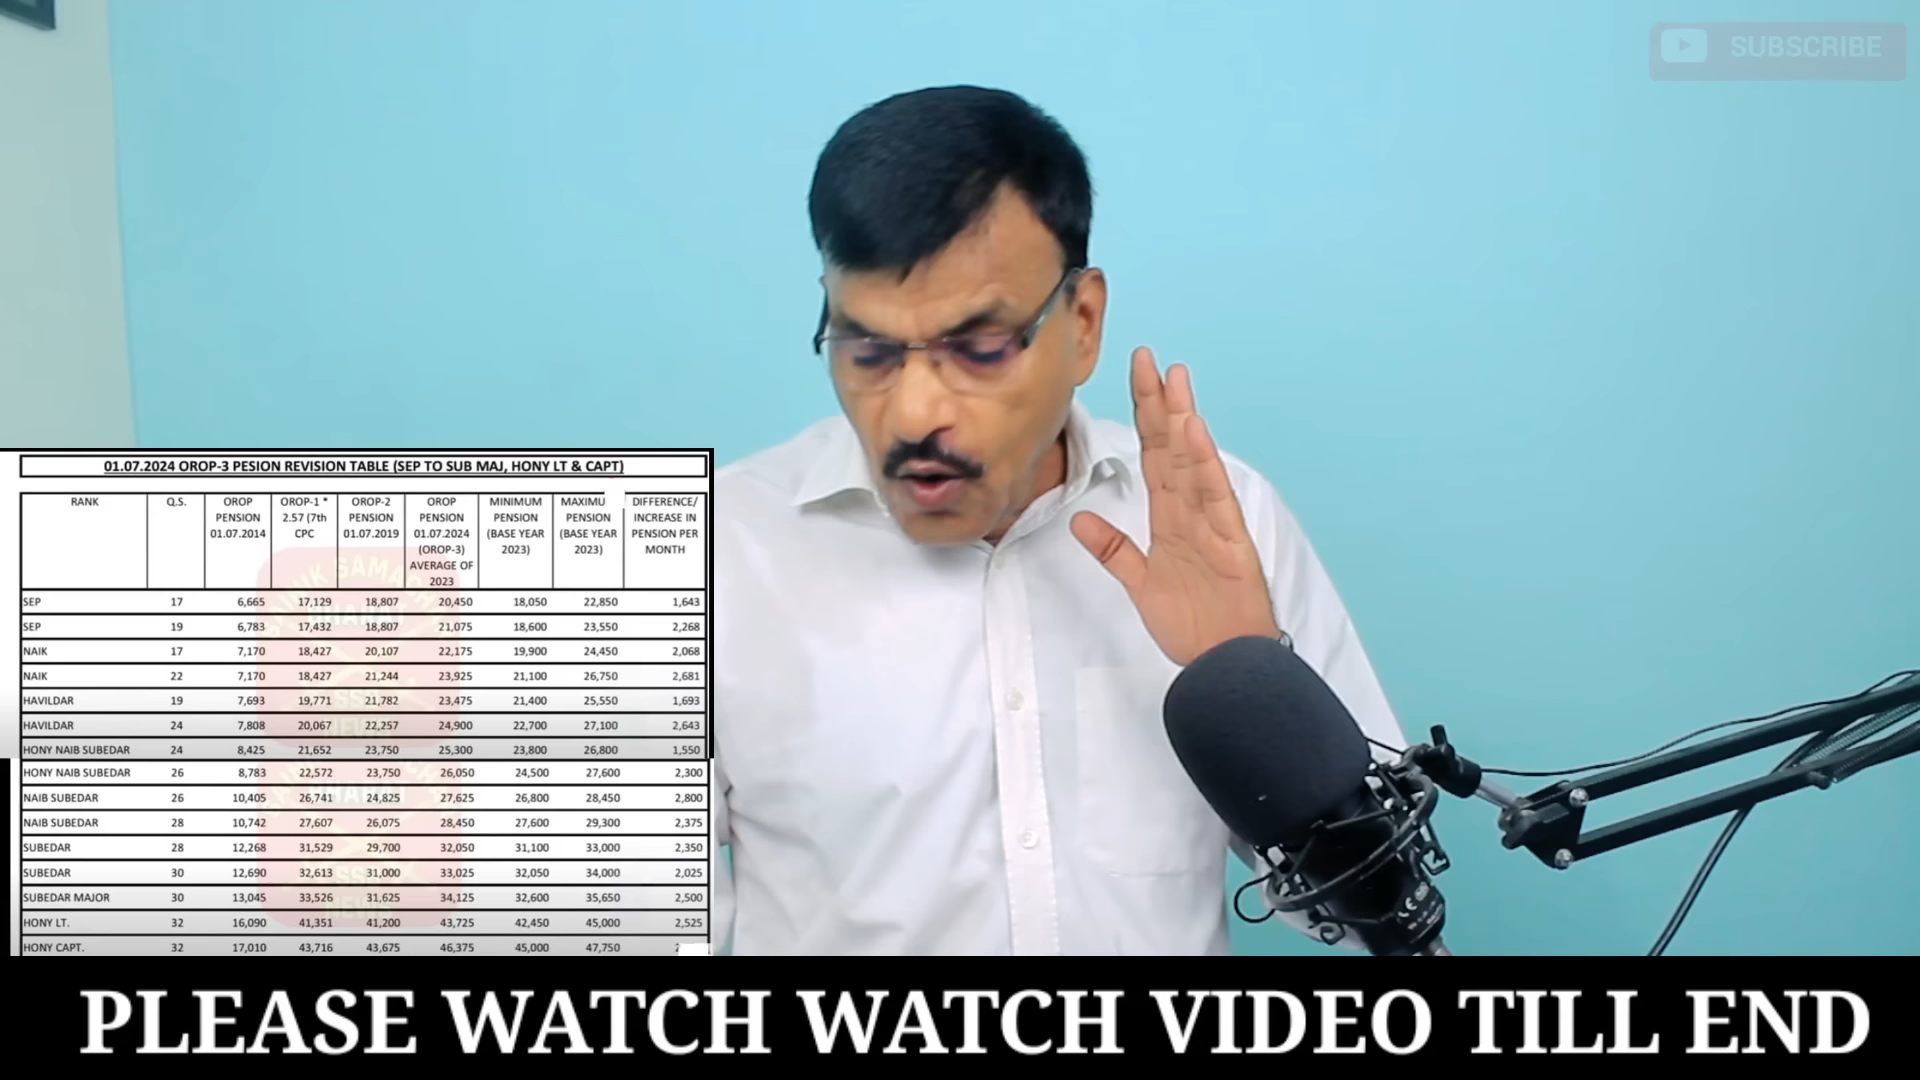 SUBSCRIBE
01.07.2024 OROP-3 PESION REVISION TABLE (SEP TO SUB MAJ, HONY LT & CAPT)
RANK Q.S. OROP PENSION 01.07.2014 OROP-1 * 2.57 (7th CPC OROP-2 PENSION 01.07.2019 OROP PENSION 01.07.2024 (OROP-3) AVERAGE OF 2023 MINIMUM PENSION (BASE YEAR 2023) MAXIMU PENSION (BASE YEAR 2023) DIFFERENCE/ INCREASE IN PENSION PER MONTH
SEP 17 6,665 17,129 18,807 20,450 18,050 22,850 1,643
SEP 19 6,783 17,432 18,807 21,075 18,600 23,550 2,268
NAIK 17 7,170 18,427 20,107 22,175 19,900 24,450 2,068
NAIK 22 7,170 18,427 21,244 23,925 21,100 26,750 2,681
HAVILDAR 19 7,693 19,771 21,782 23,475 21,400 25,550 1,693
HAVILDAR 24 7,808 20,067 22,257 24,900 22,700 27,100 2,643
HONY NAIB SUBEDAR 24 8,425 21,652 23,750 25,300 23,800 26,800 1,550
HONY NAIB SUBEDAR 26 8,783 22,572 23,750 26,050 24,500 27,600 2,300
NAIB SUBEDAR 26 10,405 26,741 24,825 27,625 26,800 28,450 2,800
NAIB SUBEDAR 28 10,742 27,607 26,075 28,450 27,600 29,300 2,375
SUBEDAR 28 12,268 31,529 29,700 32,050 31,100 33,000 2,350
SUBEDAR 30 12,690 32,613 31,000 33,025 32,050 34,000 2,025
SUBEDAR MAJOR 30 13,045 33,526 31,625 34,125 32,600 35,650 2,500
HONY LT. 32 16,090 41,351 41,200 43,725 42,450 45,000 2,525
HONY CAPT. 32 17,010 43,716 43,675 46,375 45,000 47,750
PLEASE WATCH WATCH VIDEO TILL END